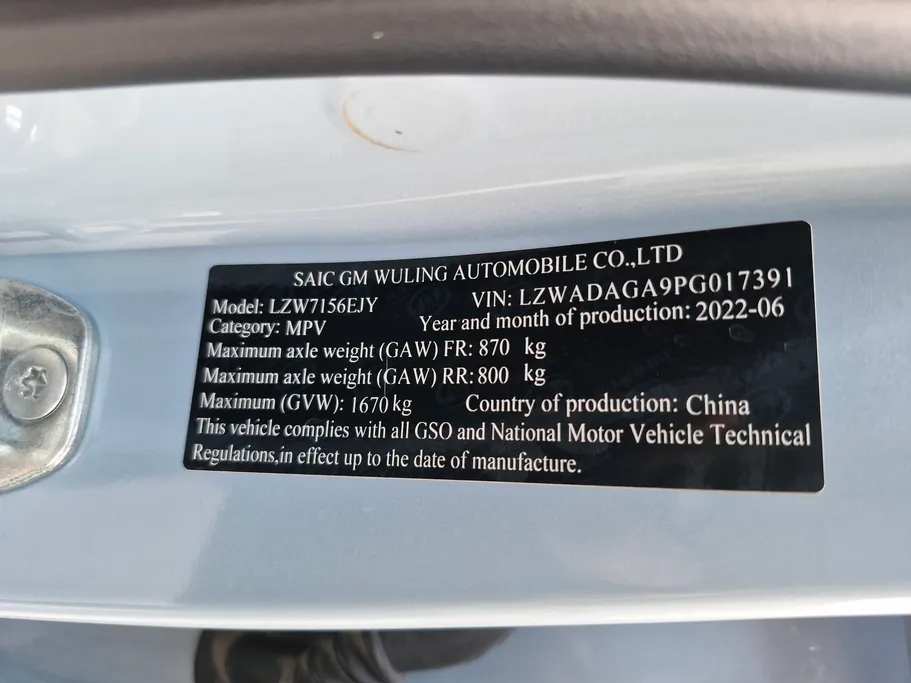 SAIC GM WULING AUTOMOBILE CO.,LTD
Model: LZW7156EJY VIN: LZWADAGA9PG017391
Category: MPV Year and month of production: 2022-06
Maximum axle weight (GAW) FR: 870 kg
Maximum axle weight (GAW) RR: 800 kg
Maximum (GVW): 1670 kg Country of production: China
This vehicle complies with all GSO and National Motor Vehicle Technical
Regulations,in effect up to the date of manufacture.